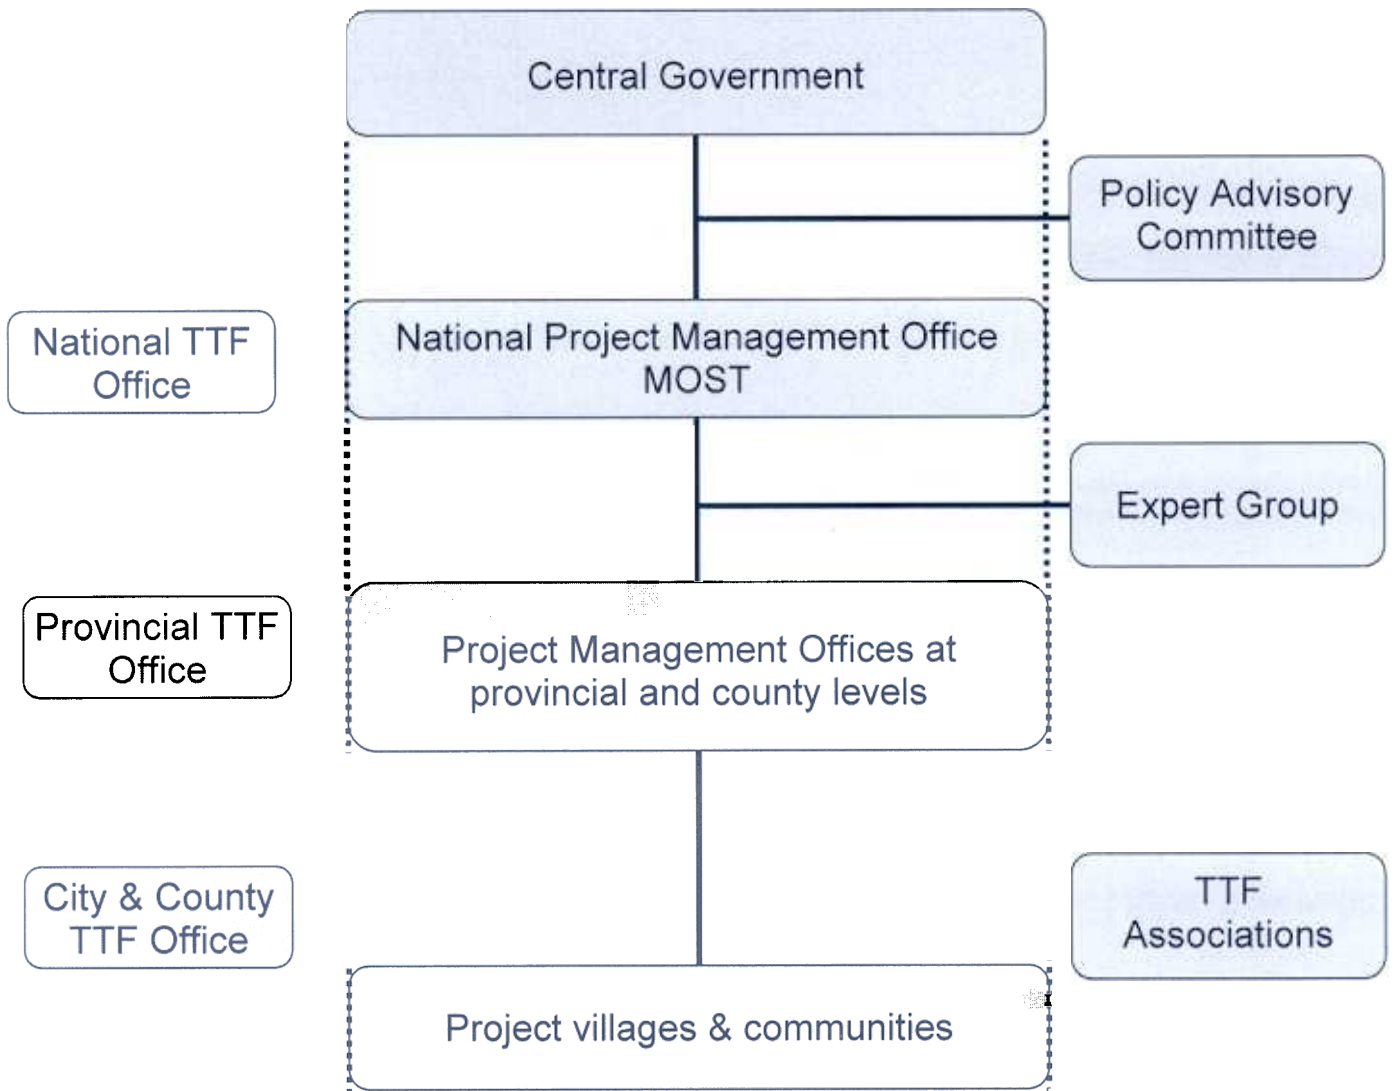 Central Government
Policy Advisory
Committee
National TTF
Office
National Project Management Office
MOST
Expert Group
Provincial TTF
Office
Project Management Offices at
provincial and county levels
City & County
TTF Office
TTF
Associations
Project villages & communities